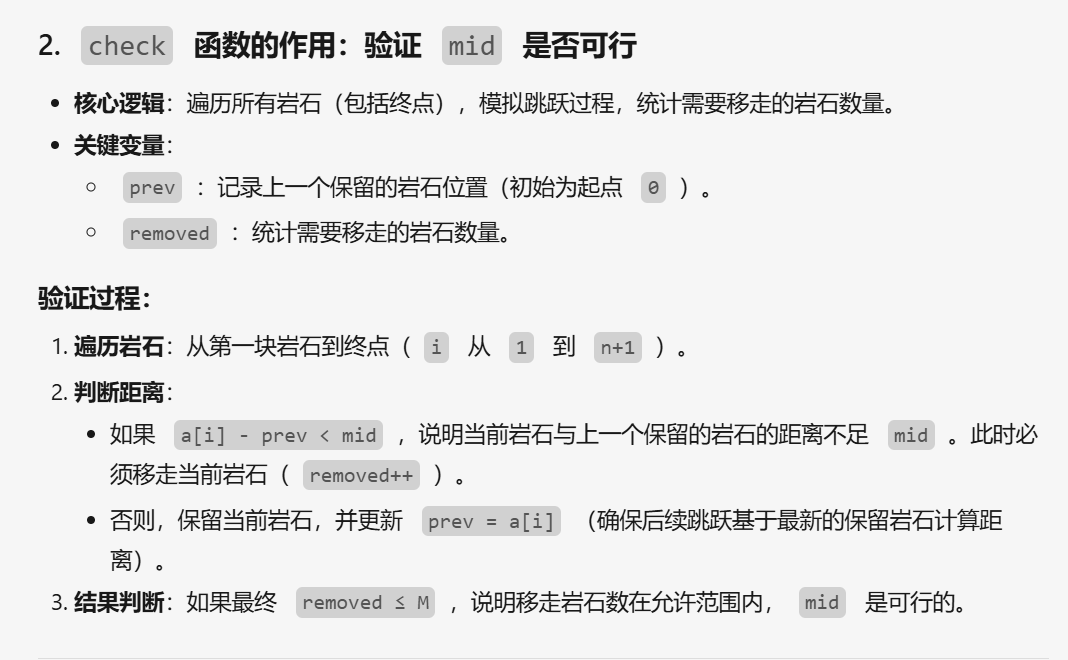 2. check 函数的作用：验证 mid 是否可行
• 核心逻辑：遍历所有岩石（包括终点），模拟跳跃过程，统计需要移走的岩石数量。
• 关键变量：
○ prev ：记录上一个保留的岩石位置（初始为起点 0 ）。
○ removed ：统计需要移走的岩石数量。
验证过程：
1. 遍历岩石：从第一块岩石到终点（ i 从 1 到 n+1 ）。
2. 判断距离：
• 如果 a[i] - prev < mid ，说明当前岩石与上一个保留的岩石的距离不足 mid 。此时必
须移走当前岩石（ removed++ ）。
• 否则，保留当前岩石，并更新 prev = a[i] （确保后续跳跃基于最新的保留岩石计算距
离）。
3. 结果判断：如果最终 removed ≤ M ，说明移走岩石数在允许范围内， mid 是可行的。